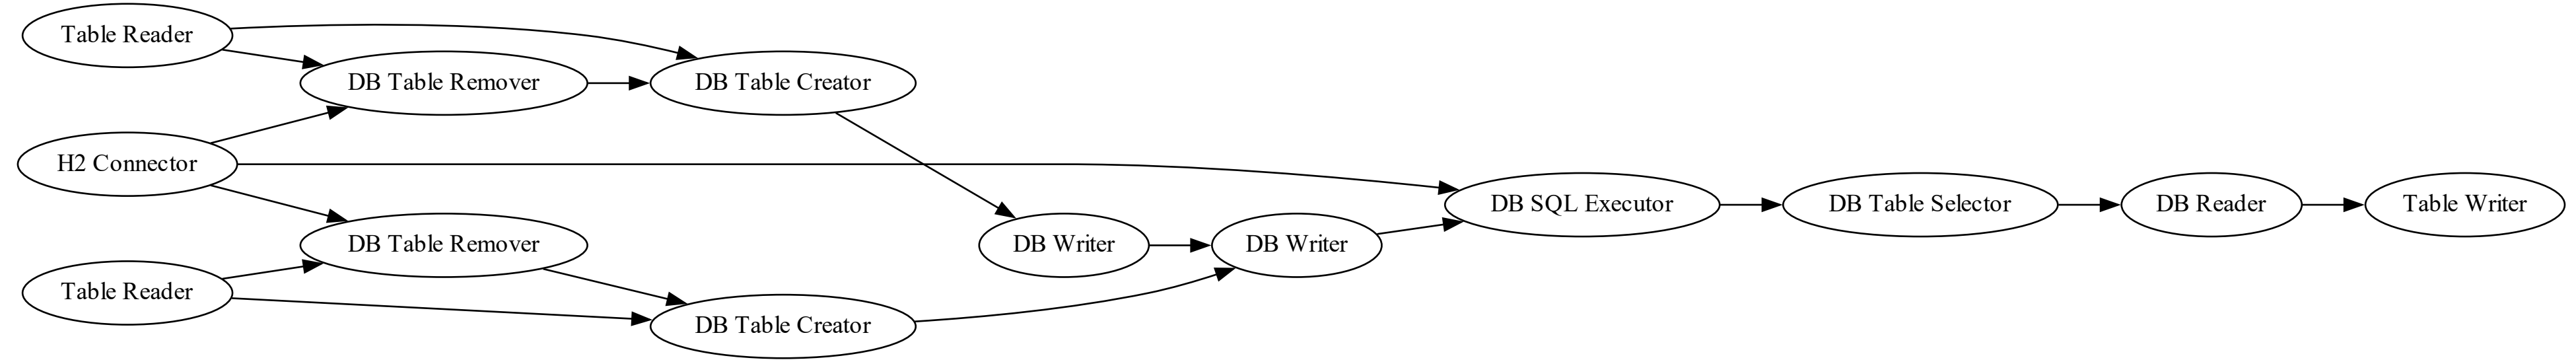 Table Reader
DB Table Remover
DB Table Creator
H2 Connector
DB SQL Executor
DB Table Selector
DB Reader
Table Writer
DB Table Remover
DB Writer
DB Writer
Table Reader
DB Table Creator